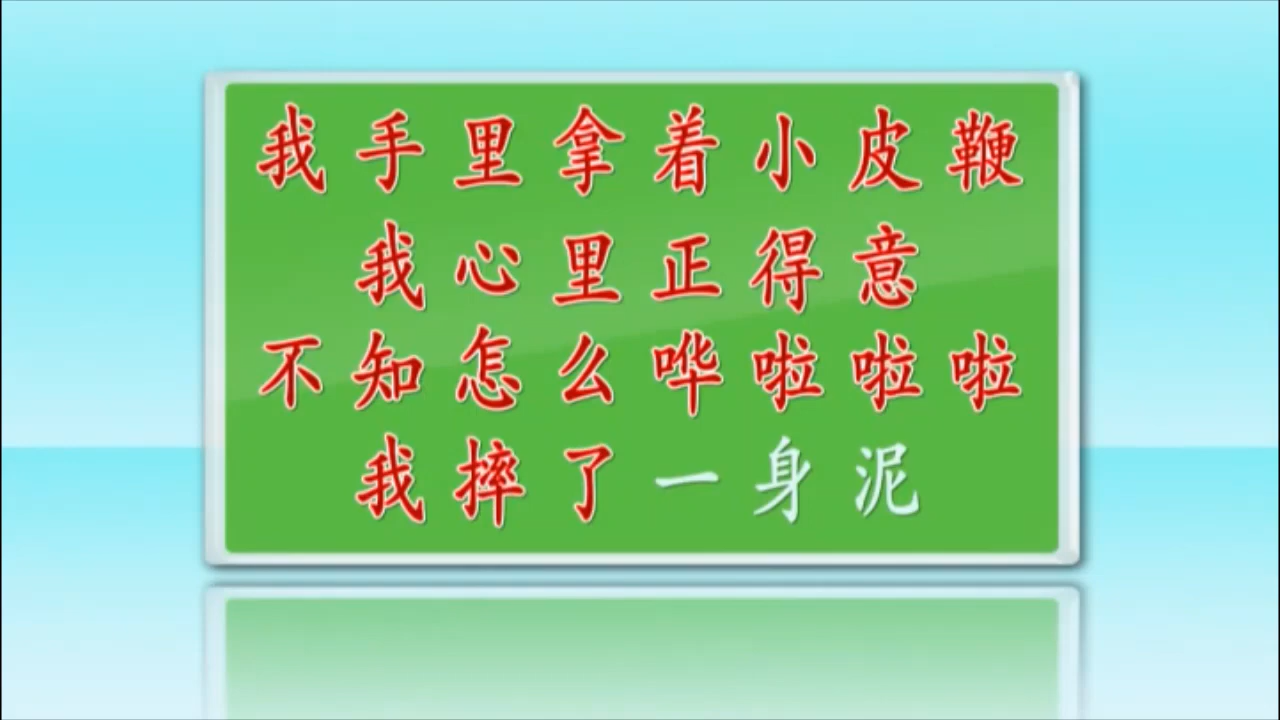 我手里拿着小皮鞭
我心里正得意
不知怎么哗啦啦啦
我摔了一身泥